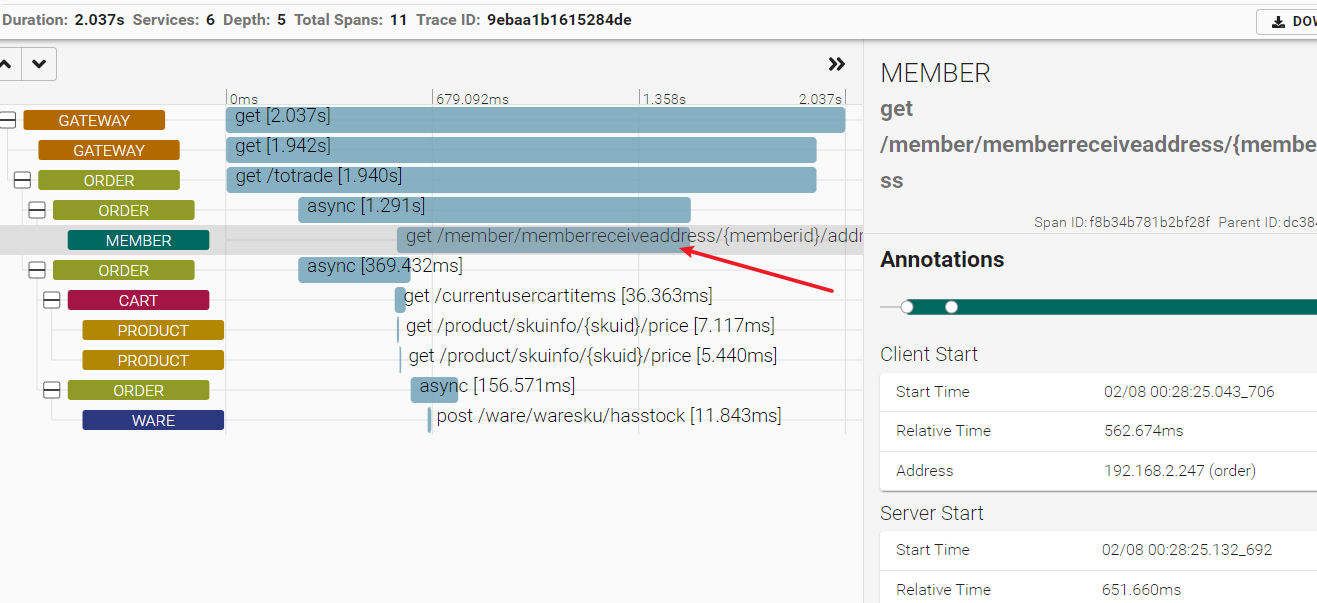 Duration: 2.037s Services: 6 Depth: 5 Total Spans: 11 Trace ID: 9ebaa1b1615284de
0ms 679.092ms 1.358s 2.037s
GATEWAY get [2.037s]
GATEWAY get [1.942s]
ORDER get /totrade [1.940s]
ORDER async [1.291s]
MEMBER get /member/memberreceiveaddress/{memberid}/addr
ORDER async [369.432ms]
CART get /currentusercartitems [36.363ms]
PRODUCT get /product/skuinfo/{skuid}/price [7.117ms]
PRODUCT get /product/skuinfo/{skuid}/price [5.440ms]
ORDER async [156.571ms]
WARE post /ware/waresku/hasstock [11.843ms]
MEMBER
get
/member/memberreceiveaddress/{membe
ss
Span ID: f8b34b781b2bf28f Parent ID: dc384
Annotations
Client Start
Start Time 02/08 00:28:25.043_706
Relative Time 562.674ms
Address 192.168.2.247 (order)
Server Start
Start Time 02/08 00:28:25.132_692
Relative Time 651.660ms